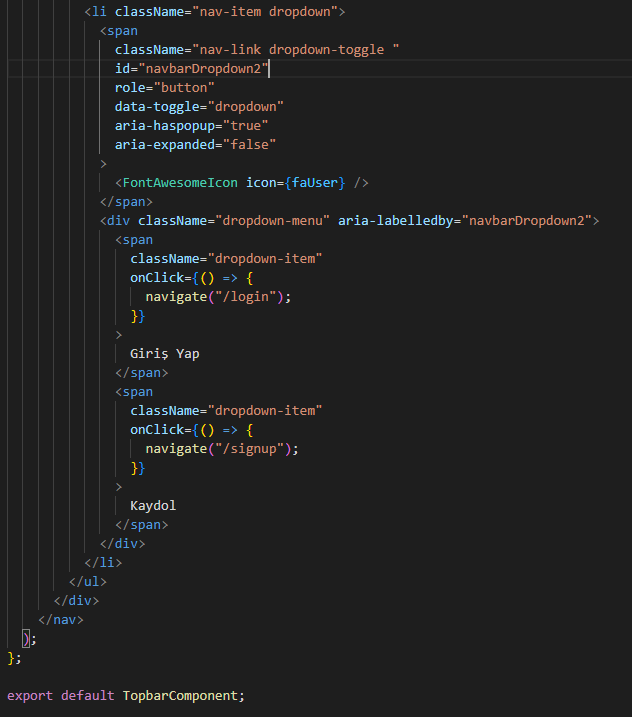 <li className="nav-item dropdown">
<span
className="nav-link dropdown-toggle "
id="navbarDropdown2"
role="button"
data-toggle="dropdown"
aria-haspopup="true"
aria-expanded="false"
>
<FontAwesomeIcon icon={faUser} />
</span>
<div className="dropdown-menu" aria-labelledby="navbarDropdown2">
<span
className="dropdown-item"
onClick={() => {
navigate("/login");
}}
>
Giriş Yap
</span>
<span
className="dropdown-item"
onClick={() => {
navigate("/signup");
}}
>
Kaydol
</span>
</div>
</li>
</ul>
</div>
</nav>
);
};
export default TopbarComponent;